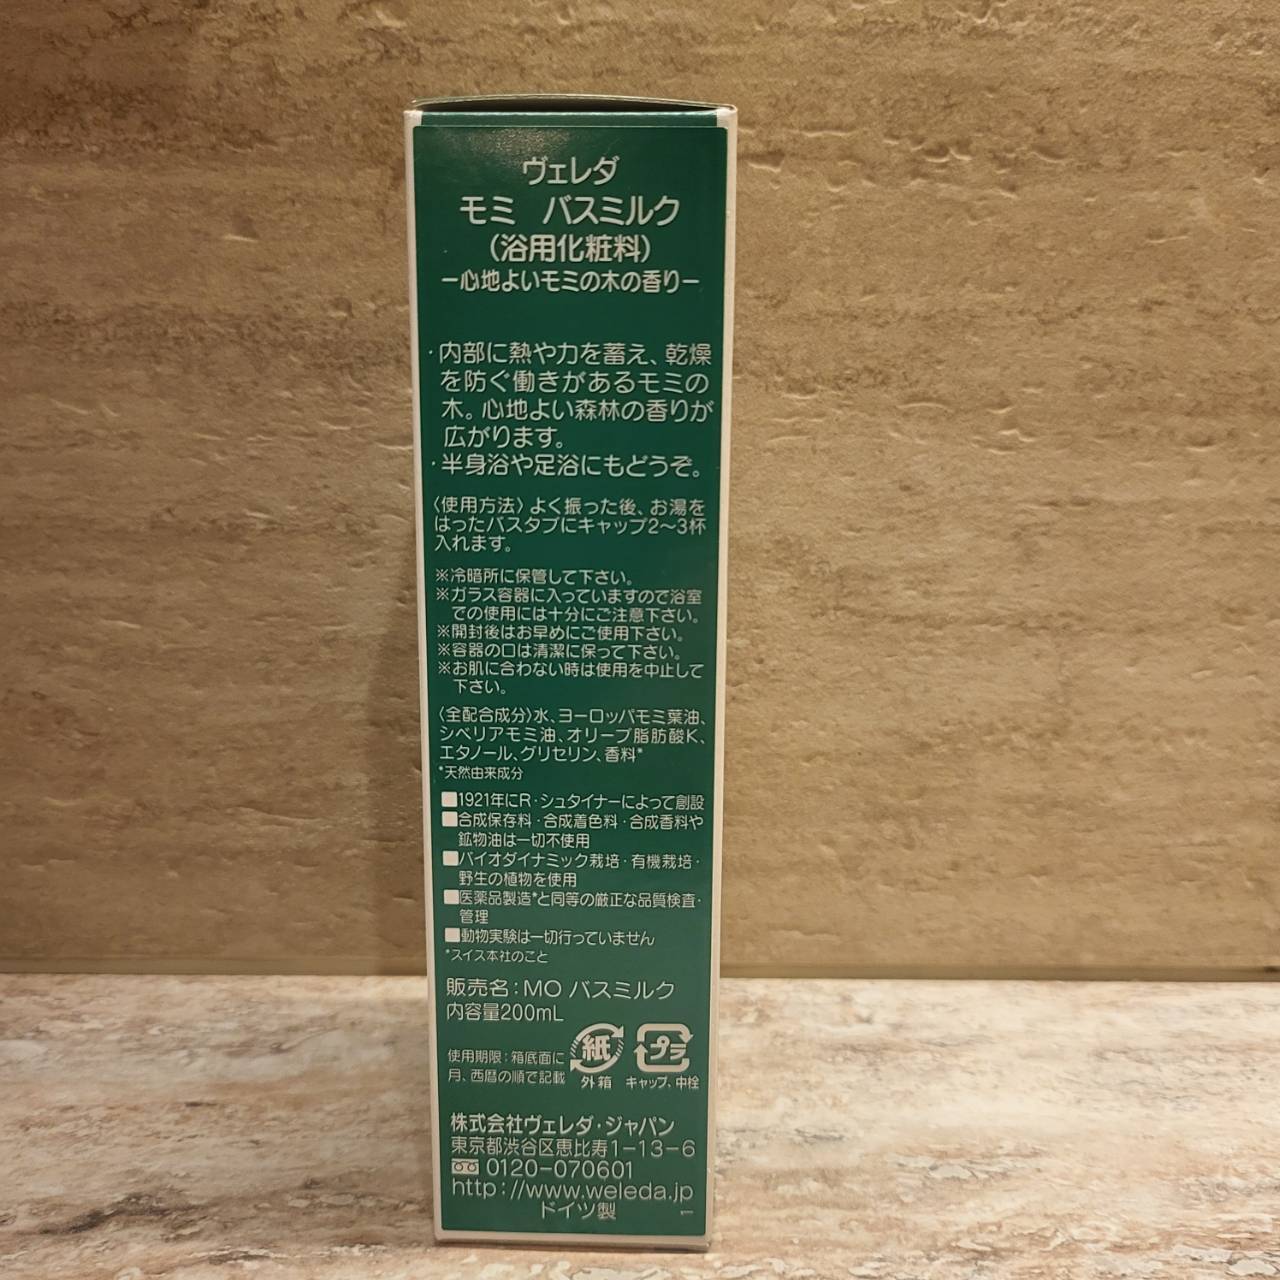 ヴェレダ
モミ バスミルク
(浴用化粧料)
ー心地よいモミの木の香りー
・内部に熱や力を蓄え、乾燥
を防ぐ働きがあるモミの
木。心地よい森林の香りが
広がります。
・半身浴や足浴にもどうぞ。
〈使用方法〉よく振った後、お湯を
はったバスタブにキャップ2〜3杯
入れます。
※冷暗所に保管して下さい。
※ガラス容器に入っていますので浴室
での使用には十分にご注意下さい。
※開封後はお早めにご使用下さい。
※容器の口は清潔に保って下さい。
※お肌に合わない時は使用を中止して
下さい。
〈全配合成分〉水、ヨーロッパモミ葉油、
シベリアモミ油、オリーブ脂肪酸K、
エタノール、グリセリン、香料*
*天然由来成分
■1921年にR・シュタイナーによって創設
■合成保存料・合成着色料・合成香料や
鉱物油は一切不使用
■バイオダイナミック栽培・有機栽培・
野生の植物を使用
■医薬品製造*と同等の厳正な品質検査・
管理
■動物実験は一切行っていません
*スイス本社のこと
販売名:MO バスミルク
内容量200mL
使用期限:箱底面に
月、西暦の順で記載
紙
外箱
プラ
キャップ、中栓
株式会社ヴェレダ・ジャパン
東京都渋谷区恵比寿1-13-6
0120-070601
http://www.weleda.jp
ドイツ製
1